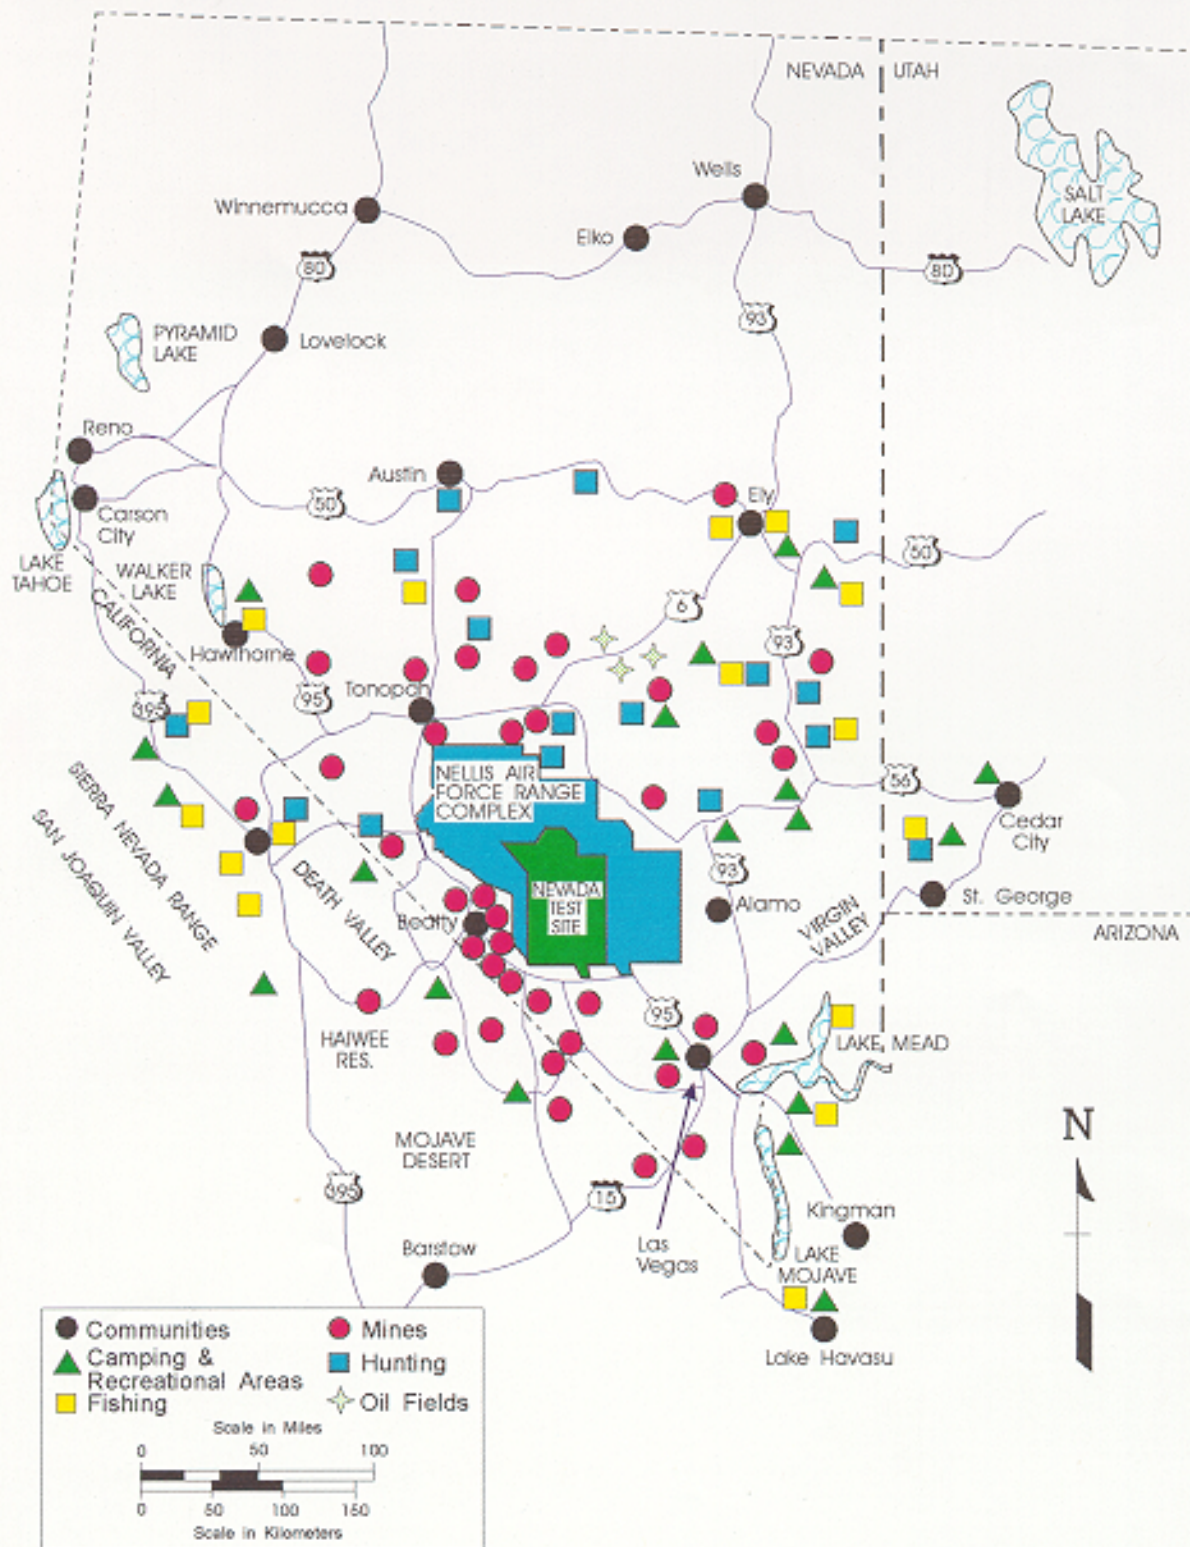 NEVADA
UTAH
SALT
LAKE
Wells
Winnemucca
Elko
80
80
93
PYRAMID
LAKE
Lovelock
Reno
Austin
Ely
50
Carson
City
50
LAKE
TAHOE
WALKER
LAKE
6
CALIFORNIA
93
Hawthorne
Tonopah
95
395
NELLIS AIR
FORCE RANGE
COMPLEX
56
SIERRA NEVADA RANGE
SAN JOAQUIN VALLEY
Cedar
City
DEATH VALLEY
93
NEVADA
TEST
SITE
St. George
Alamo
Beatty
VIRGIN
VALLEY
ARIZONA
95
HAIWEE
RES.
LAKE MEAD
N
MOJAVE
DESERT
395
15
Kingman
Barstow
Las
Vegas
LAKE
MOJAVE
Lake Havasu
Communities
Mines
Camping &
Recreational Areas
Hunting
Fishing
Oil Fields
Scale in Miles
0 50 100
0 50 100 150
Scale in Kilometers